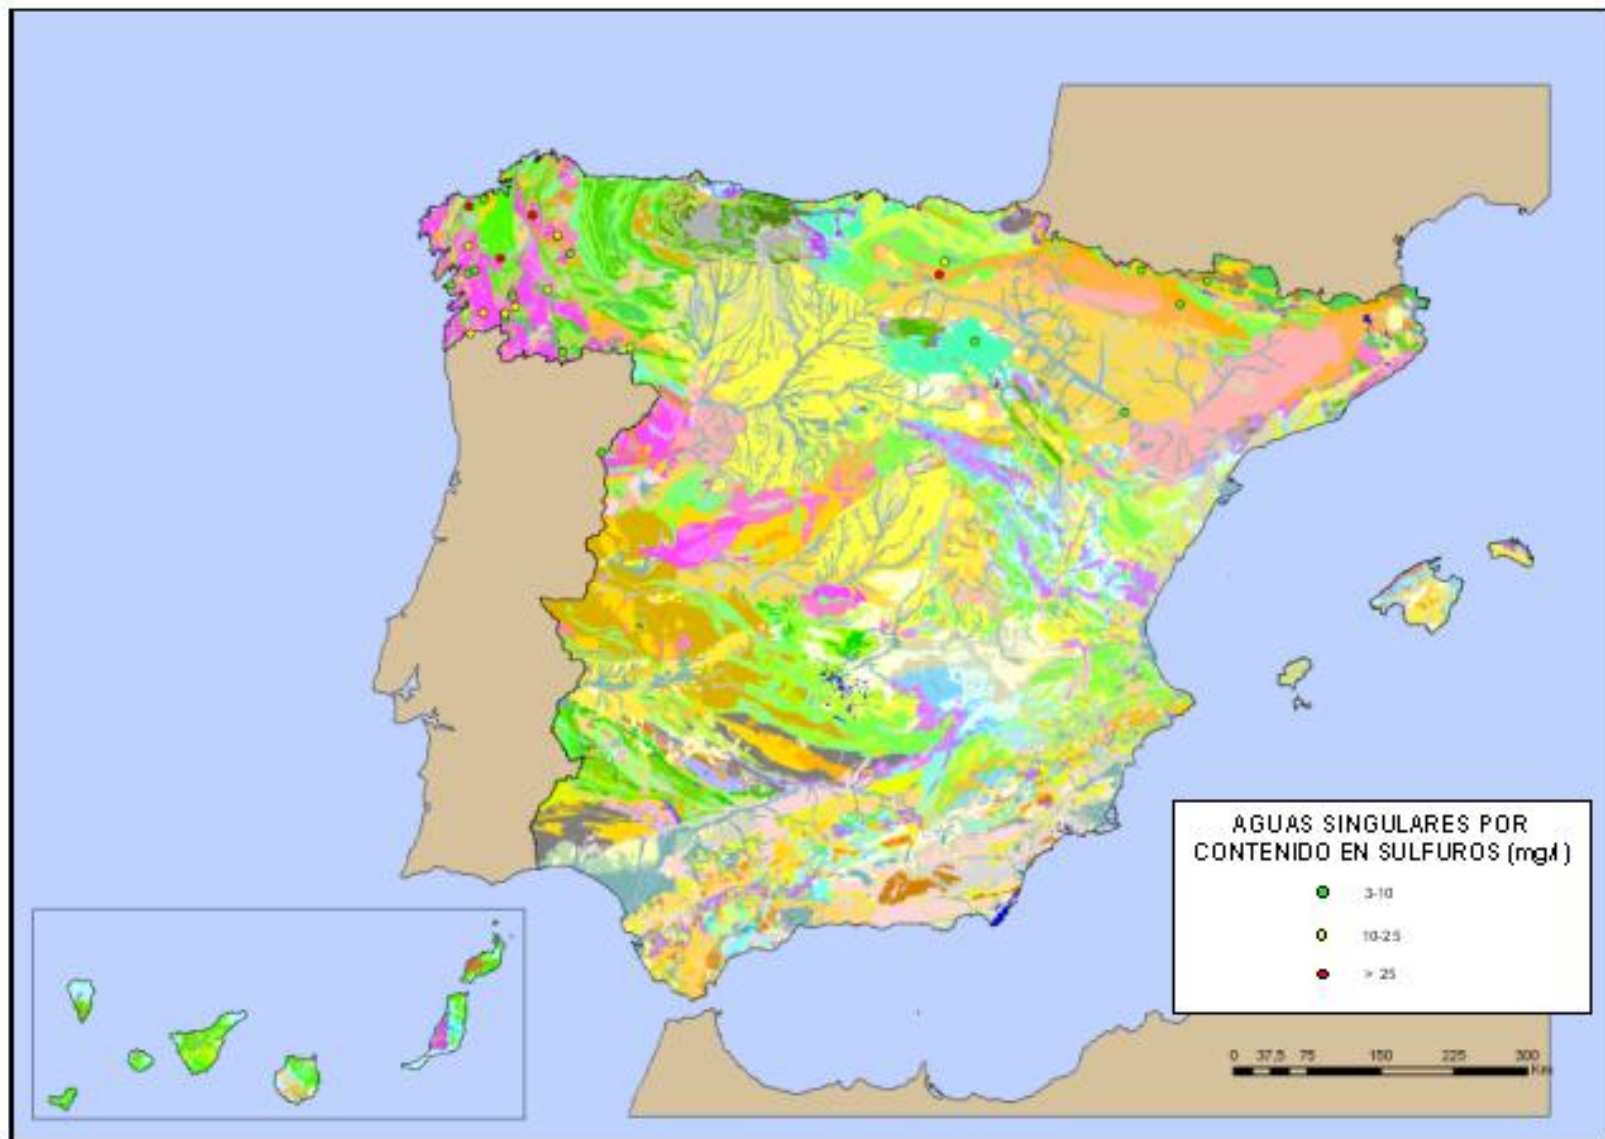 AGUAS SINGULARES POR
CONTENIDO EN SULFUROS (mg/l)
3-10
10-25
> 25
0 37,5 75 150 225 300
Km